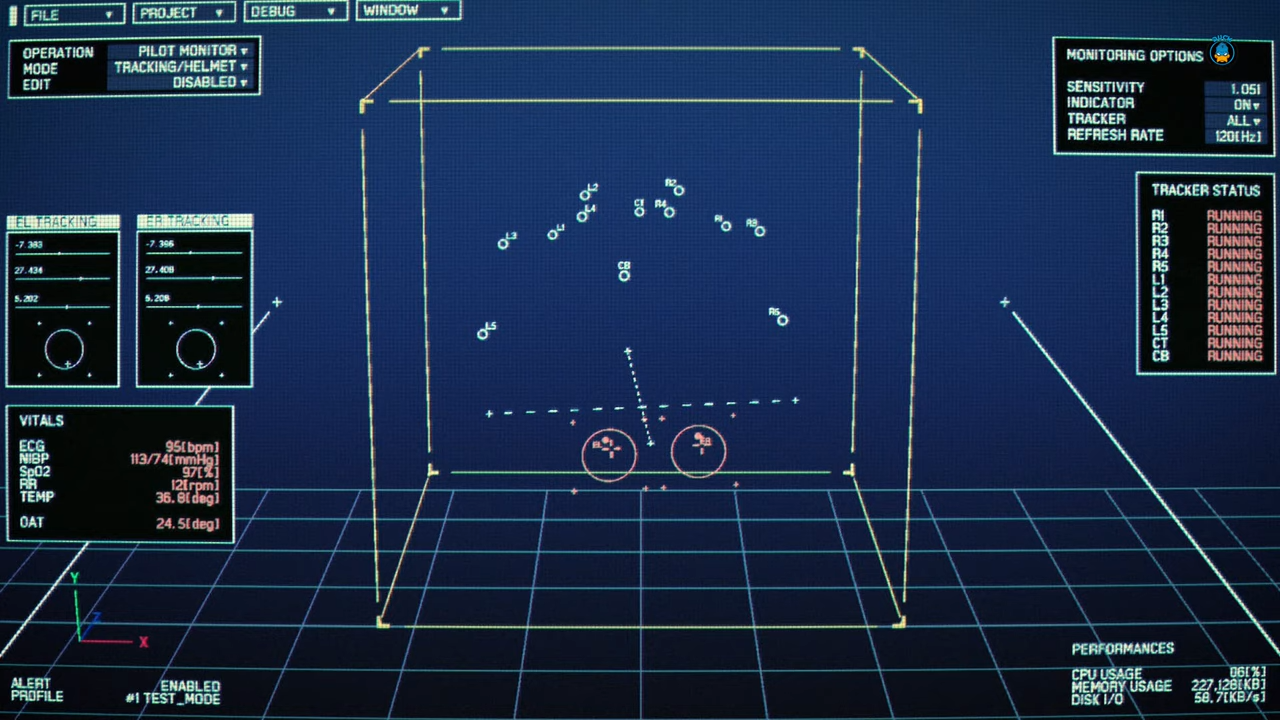 FILE
PROJECT
DEBUG
WINDOW
OPERATION PILOT MONITOR
MODE TRACKING/HELMET
EDIT DISABLED
MONITORING OPTIONS
SENSITIVITY 1.051
INDICATOR ON
TRACKER ALL
REFRESH RATE 120[Hz]
TRACKER STATUS
R1 RUNNING
R2 RUNNING
R3 RUNNING
R4 RUNNING
R5 RUNNING
L1 RUNNING
L2 RUNNING
L3 RUNNING
L4 RUNNING
L5 RUNNING
CT RUNNING
CB RUNNING
L2
R2
L4
CT
R4
L3
L1
R1
R3
CB
L5
R5
EL TRACKING
-7.383
27.434
5.202
ER TRACKING
-7.396
27.408
5.208
VITALS
ECG 95[bpm]
NIBP 113/74[mmHg]
SpO2 97[%]
RR 12[rpm]
TEMP 36.8[deg]
OAT 24.5[deg]
Y
Z
X
ALERT ENABLED
PROFILE #1 TEST_MODE
PERFORMANCES
CPU USAGE 06[%]
MEMORY USAGE 227,128[KB]
DISK I/O 58.7[KB/s]